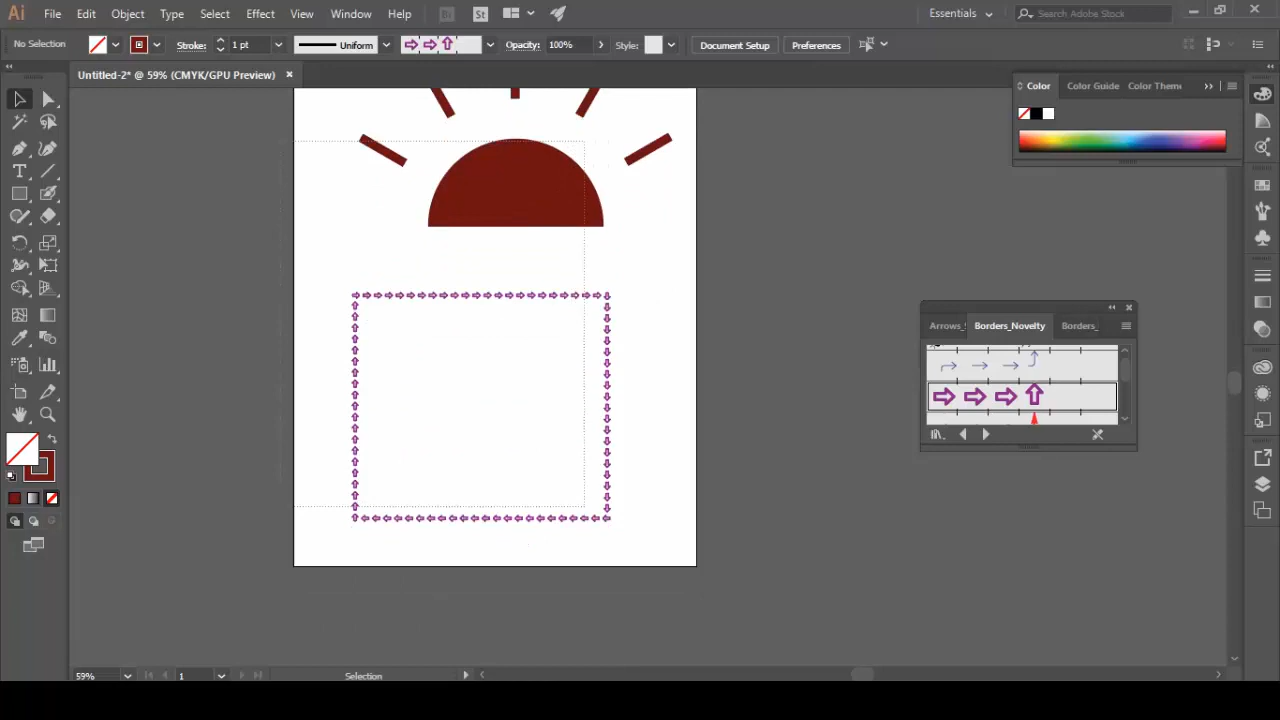 Ai File Edit Object Type Select Effect View Window Help Br St Essentials Search Adobe Stock
No Selection Stroke: 1 pt Uniform Opacity: 100% Style: Document Setup Preferences
Untitled-2* @ 59% (CMYK/GPU Preview)
Color Color Guide Color Theme
Borders_Novelty Borders_
59% 1 Selection